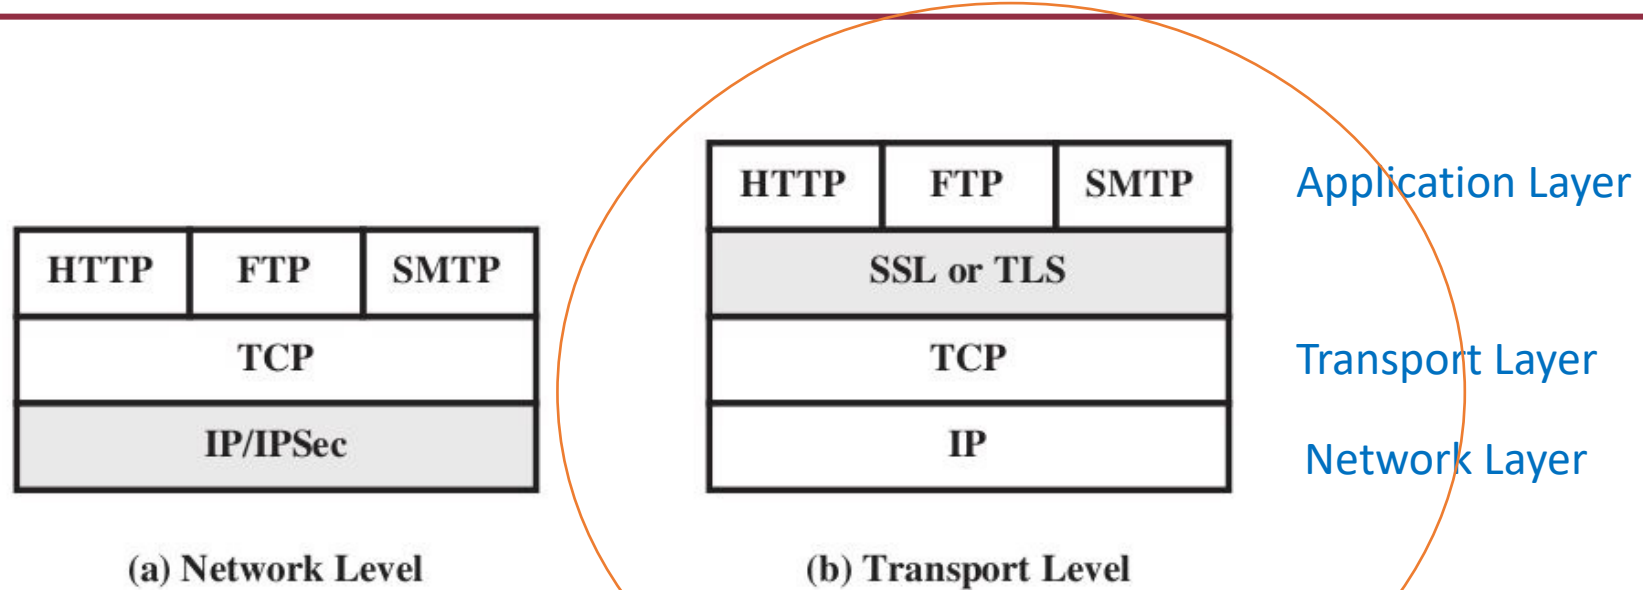 HTTP FTP SMTP Application Layer
HTTP FTP SMTP SSL or TLS
TCP TCP Transport Layer
IP/IPSec IP Network Layer
(a) Network Level (b) Transport Level